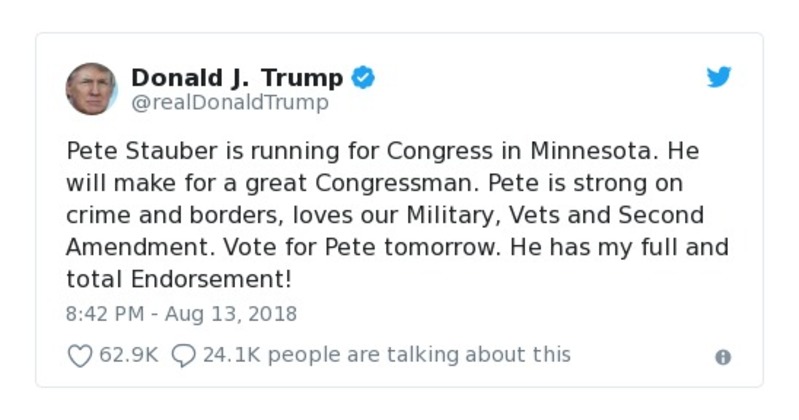 Donald J. Trump
@realDonaldTrump
Pete Stauber is running for Congress in Minnesota. He
will make for a great Congressman. Pete is strong on
crime and borders, loves our Military, Vets and Second
Amendment. Vote for Pete tomorrow. He has my full and
total Endorsement!
8:42 PM - Aug 13, 2018
62.9K 24.1K people are talking about this